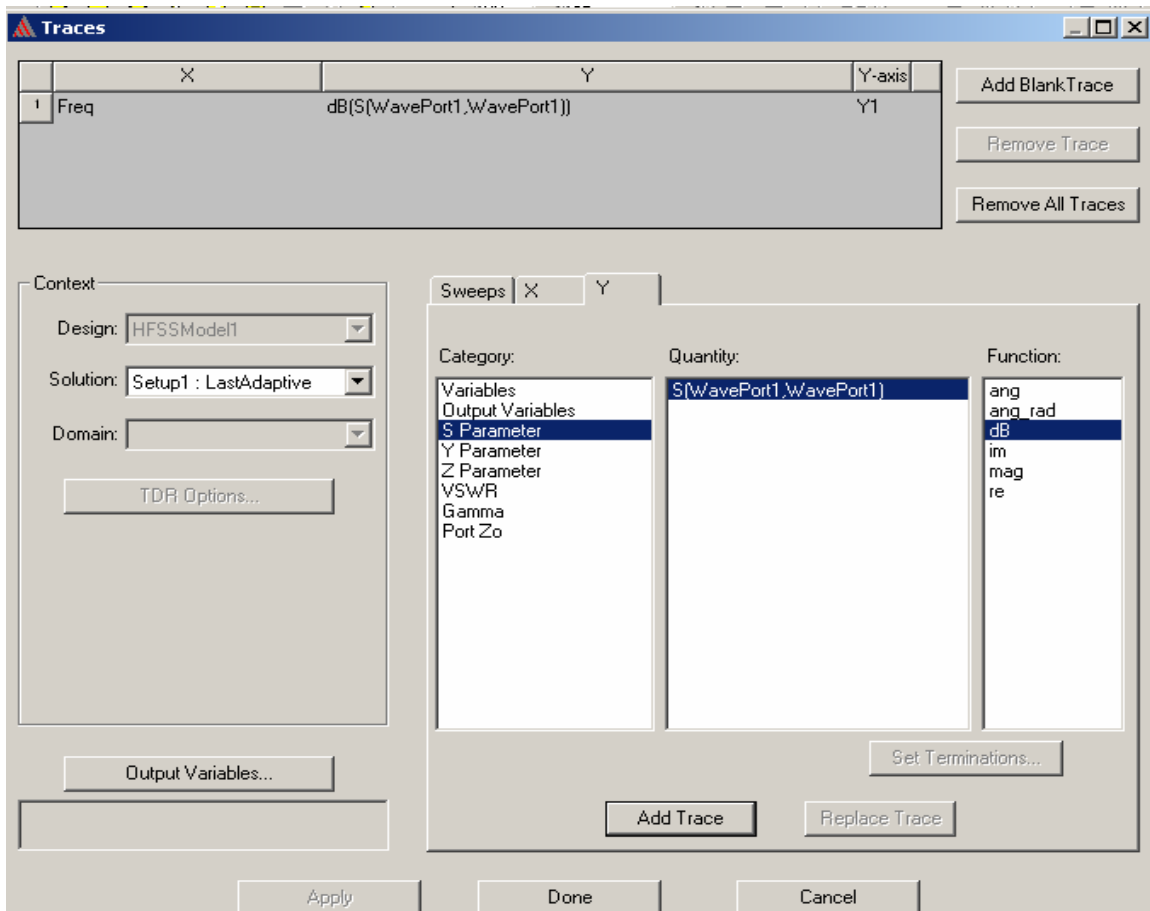 Traces
X Y Y-axis
1 Freq dB(S(WavePort1,WavePort1)) Y1
Add BlankTrace
Remove Trace
Remove All Traces
Context
Design: HFSSModel1
Solution: Setup1 : LastAdaptive
Domain:
TDR Options...
Output Variables...
Sweeps X Y
Category:
Variables
Output Variables
S Parameter
Y Parameter
Z Parameter
VSWR
Gamma
Port Zo
Quantity:
S(WavePort1,WavePort1)
Function:
ang
ang_rad
dB
im
mag
re
Set Terminations...
Add Trace Replace Trace
Apply Done Cancel